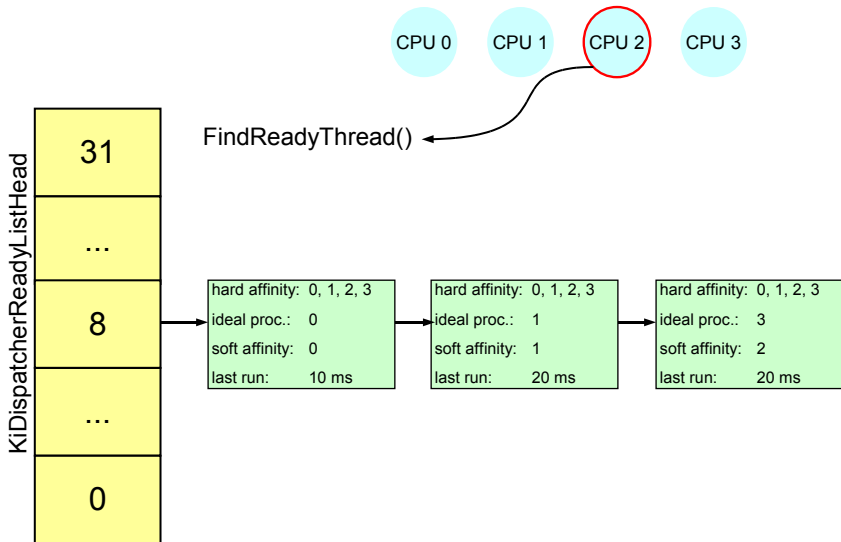 CPU 0 CPU 1 CPU 2 CPU 3
FindReadyThread()
KiDispatcherReadyListHead
31
...
8
...
0
hard affinity: 0, 1, 2, 3
ideal proc.: 0
soft affinity: 0
last run: 10 ms
hard affinity: 0, 1, 2, 3
ideal proc.: 1
soft affinity: 1
last run: 20 ms
hard affinity: 0, 1, 2, 3
ideal proc.: 3
soft affinity: 2
last run: 20 ms